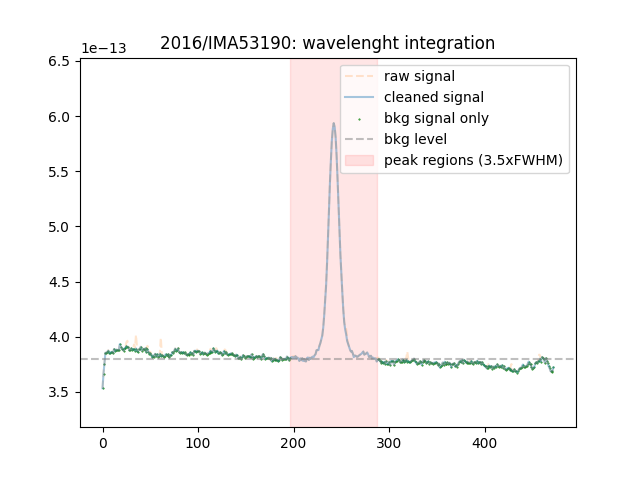 2016/IMA53190: wavelenght integration
1e−13
raw signal
cleaned signal
bkg signal only
bkg level
peak regions (3.5xFWHM)
6.5
6.0
5.5
5.0
4.5
4.0
3.5
0 100 200 300 400